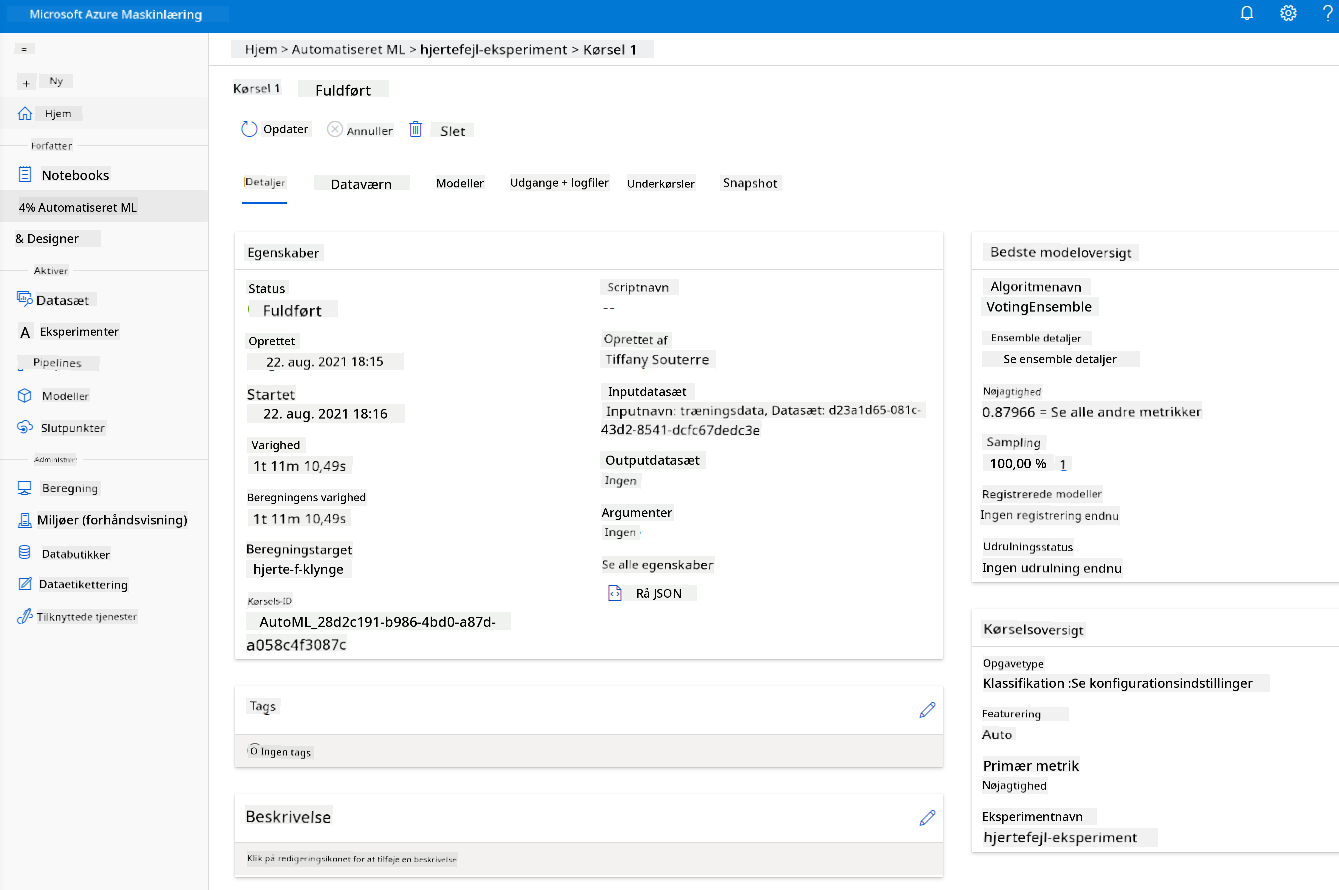 Microsoft Azure Maskinlæring
?
=
+ Ny
Hjem
Forfatter
Notebooks
4% Automatiseret ML
& Designer
Aktiver
Datasæt
A Eksperimenter
Pipelines
Modeller
Slutpunkter
Administrer
Beregning
Miljøer (forhåndsvisning)
Databutikker
Dataetikettering
Tilknyttede tjenester
Hjem > Automatiseret ML > hjertefejl-eksperiment > Kørsel 1
Kørsel 1 Fuldført
Opdater Annuller Slet
Detaljer Dataværn Modeller Udgange + logfiler Underkørsler Snapshot
Egenskaber
Status
Fuldført
Oprettet
22. aug. 2021 18:15
Startet
22. aug. 2021 18:16
Varighed
1t 11m 10,49s
Beregningens varighed
1t 11m 10,49s
Beregningstarget
hjerte-f-klynge
Kørsels-ID
AutoML_28d2c191-b986-4bd0-a87d-
a058c4f3087c
Scriptnavn
--
Oprettet af
Tiffany Souterre
Inputdatasæt
Inputnavn: træningsdata, Datasæt: d23a1d65-081c-
43d2-8541-dcfc67dedc3e
Outputdatasæt
Ingen
Argumenter
Ingen
Se alle egenskaber
Rå JSON
Tags
Ingen tags
Beskrivelse
Klik på redigeringsikonet for at tilføje en beskrivelse
Bedste modeloversigt
Algoritmenavn
VotingEnsemble
Ensemble detaljer
Se ensemble detaljer
Nøjagtighed
0.87966 = Se alle andre metrikker
Sampling
100,00 % 1
Registrerede modeller
Ingen registrering endnu
Udrulningsstatus
Ingen udrulning endnu
Kørselsoversigt
Opgavetype
Klassifikation :Se konfigurationsindstillinger
Featurering
Auto
Primær metrik
Nøjagtighed
Eksperimentnavn
hjertefejl-eksperiment